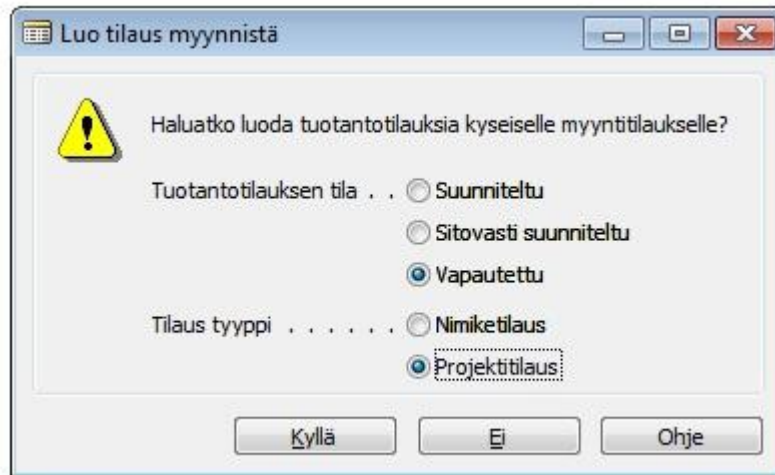 Luo tilaus myynnistä
Haluatko luoda tuotantotilauksia kyseiselle myyntitilaukselle?
Tuotantotilauksen tila . . Suunniteltu
Sitovasti suunniteltu
Vapautettu
Tilaus tyyppi . . . . . . Nimiketilaus
Projektitilaus
Kyllä Ei Ohje